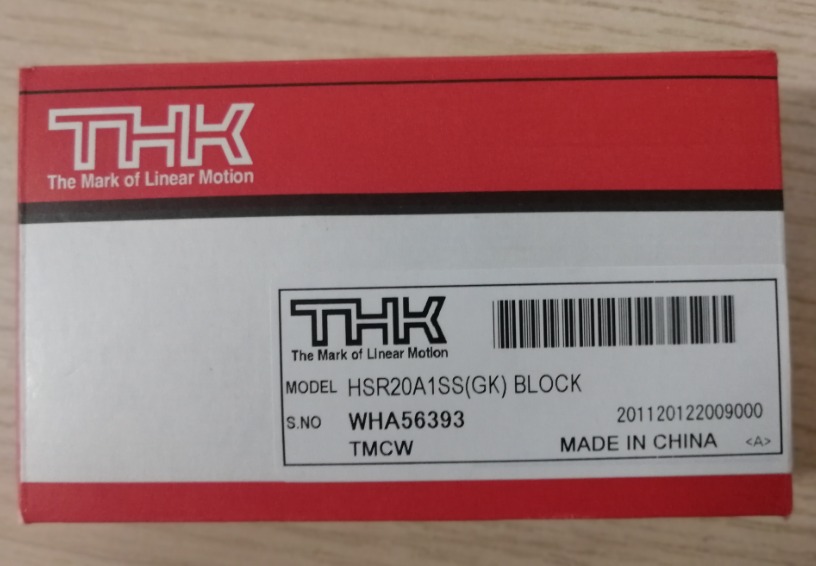 THK
The Mark of Linear Motion
THK
The Mark of Linear Motion
MODEL HSR20A1SS(GK) BLOCK
S.NO WHA56393 201120122009000
TMCW MADE IN CHINA <A>